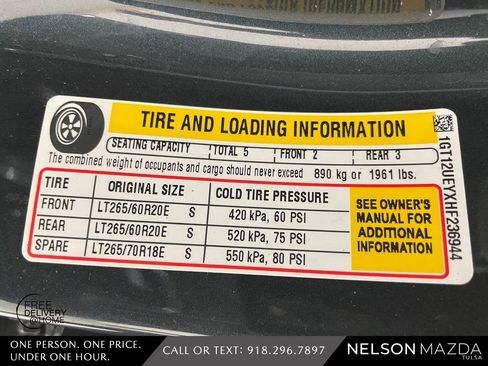 TIRE AND LOADING INFORMATION
SEATING CAPACITY TOTAL 5 FRONT 2 REAR 3
The combined weight of occupants and cargo should never exceed 890 kg or 1961 lbs.
TIRE ORIGINAL SIZE COLD TIRE PRESSURE
FRONT LT265/60R20E S 420 kPa, 60 PSI
REAR LT265/60R20E S 520 kPa, 75 PSI
SPARE LT265/70R18E S 550 kPa, 80 PSI
SEE OWNER'S
MANUAL FOR
ADDITIONAL
INFORMATION
FREE
DELIVERY
@HOME
ONE PERSON. ONE PRICE.
UNDER ONE HOUR.
CALL OR TEXT: 918.296.7897
NELSON MAZDA
TULSA